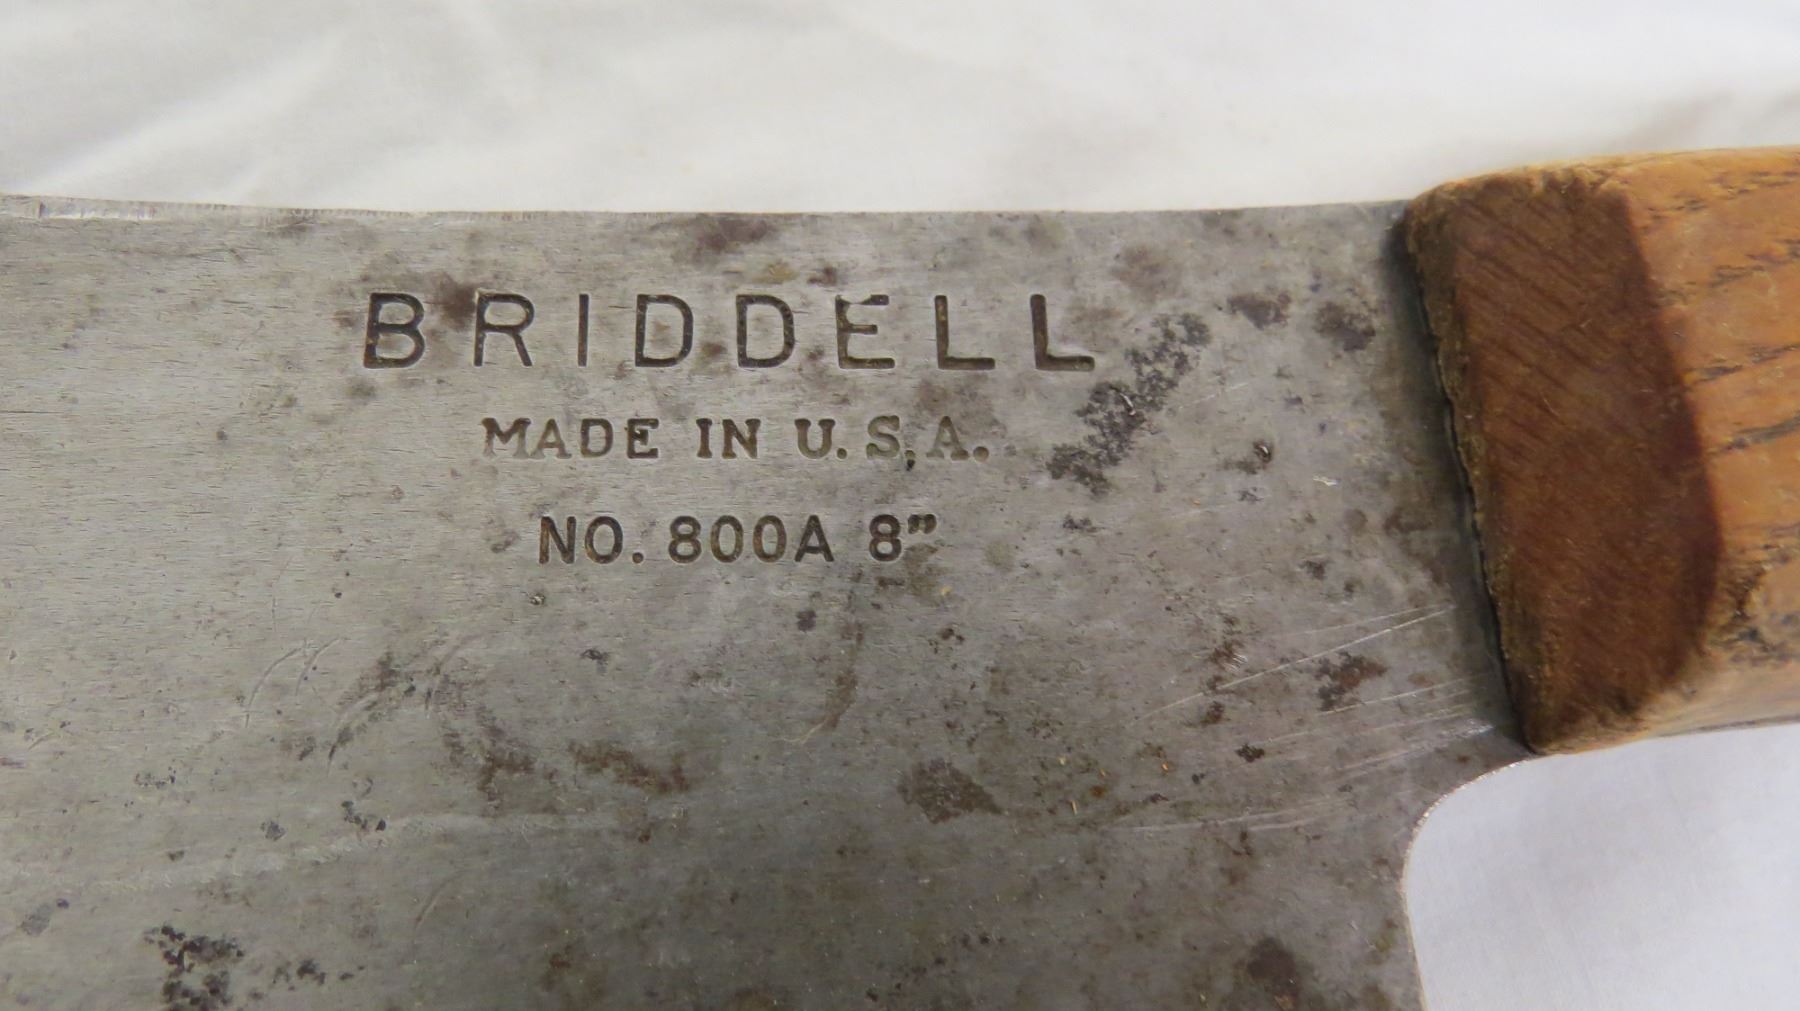 BRIDDELL
MADE IN U.S.A.
NO. 800A 8"